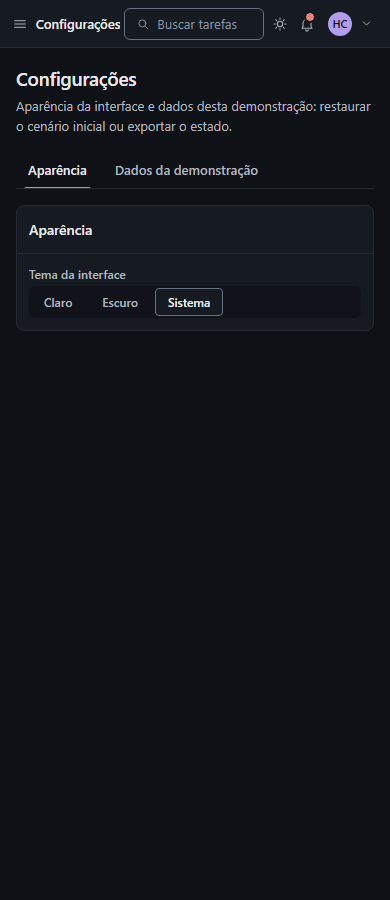 Configurações
Buscar tarefas
HC
Configurações
Aparência da interface e dados desta demonstração: restaurar
o cenário inicial ou exportar o estado.
Aparência
Dados da demonstração
Aparência
Tema da interface
Claro
Escuro
Sistema